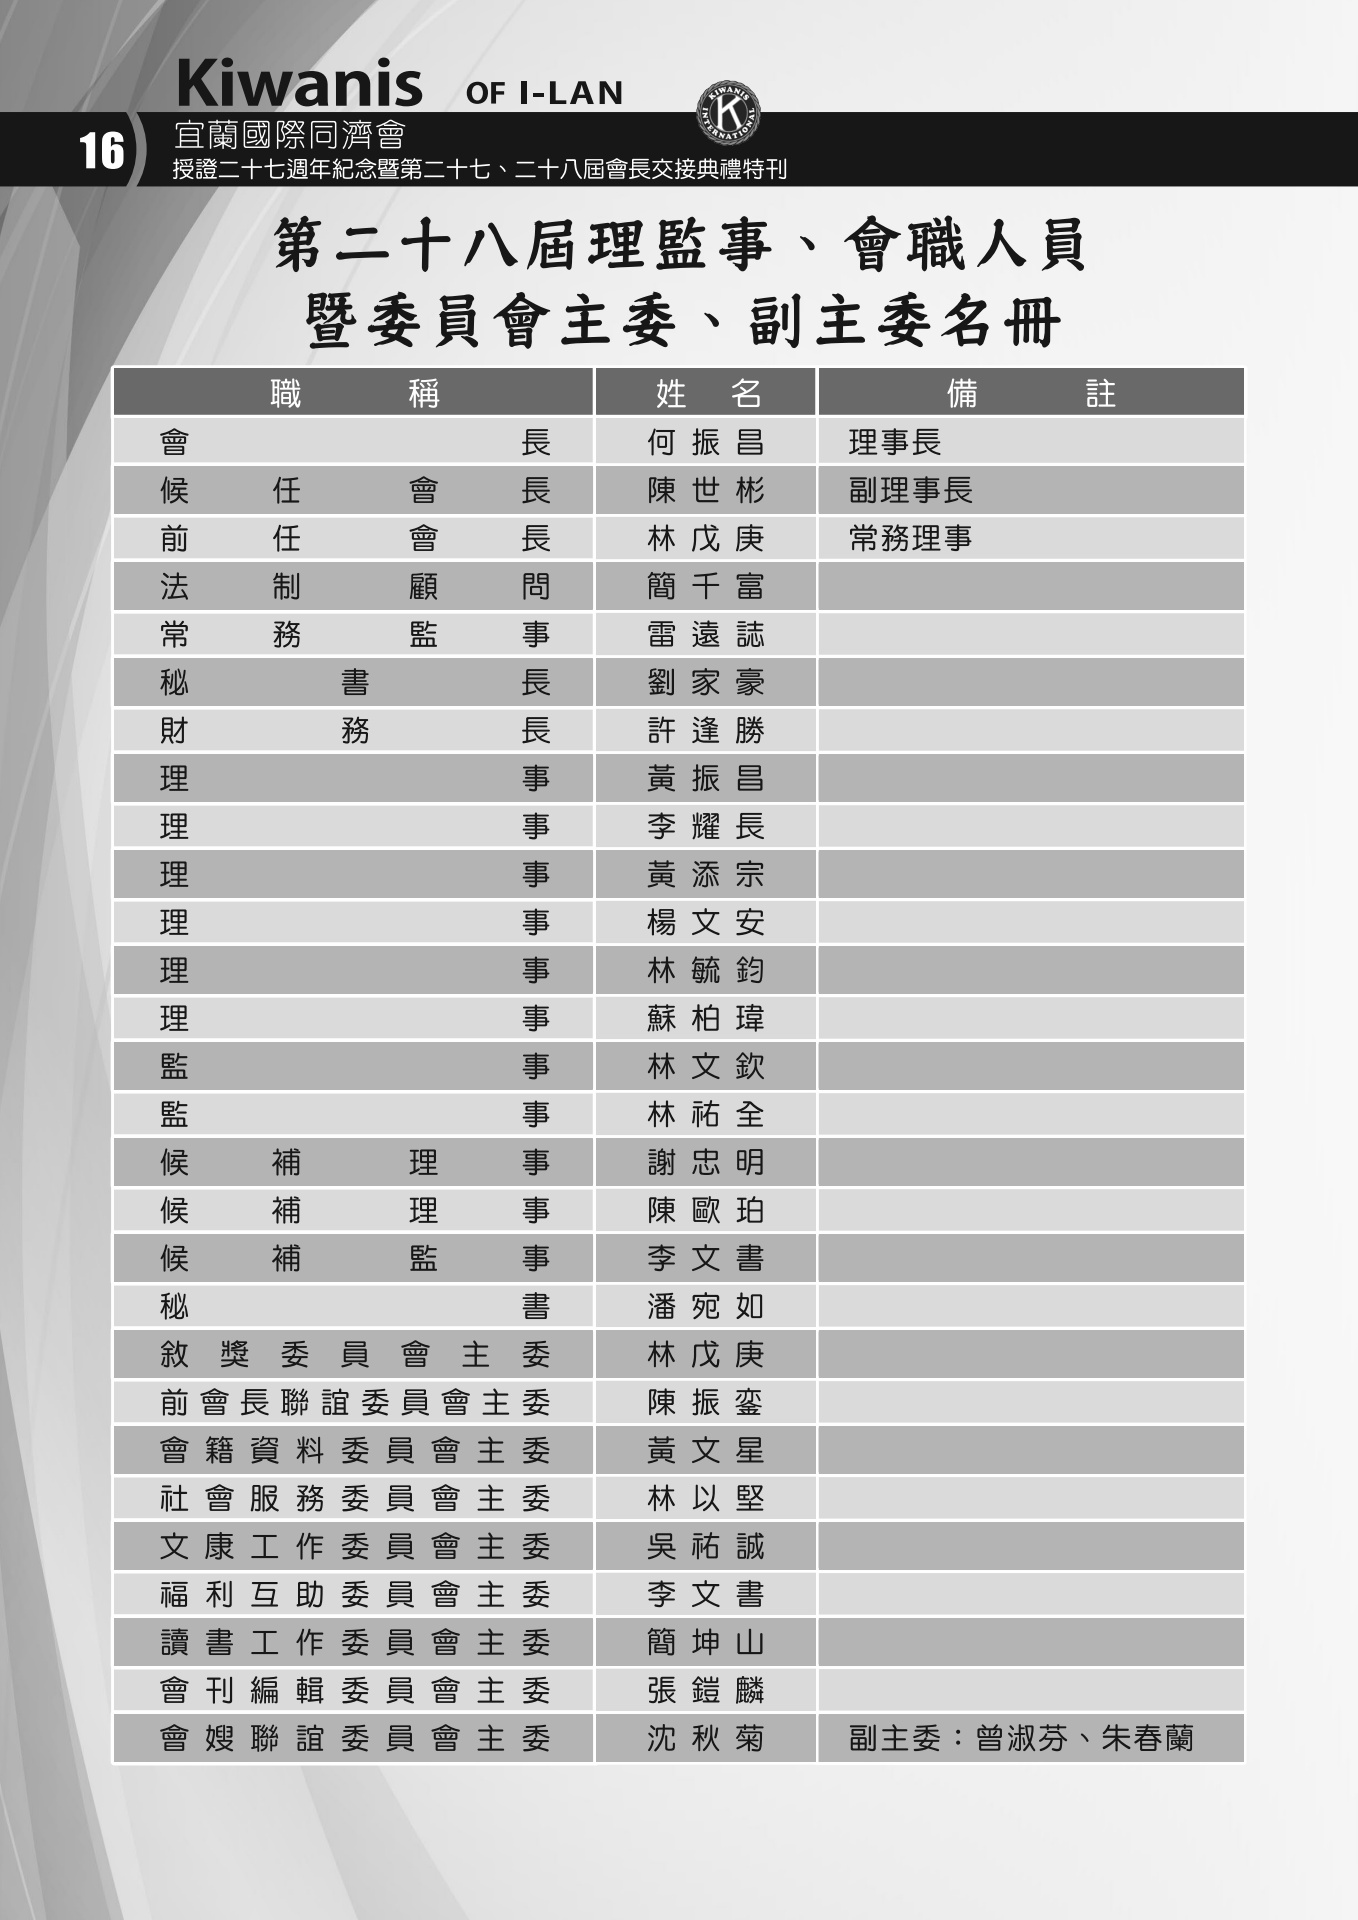 Kiwanis OF I-LAN
KIWANIS INTERNATIONAL K
16
宜蘭國際同濟會
授證二十七週年紀念暨第二十七、二十八屆會長交接典禮特刊
第二十八屆理監事、會職人員
暨委員會主委、副主委名冊
職稱 姓名 備註
會長 何振昌 理事長
候任會長 陳世彬 副理事長
前任會長 林戊庚 常務理事
法制顧問 簡千富
常務監事 雷遠誌
秘書長 劉家豪
財務長 許逢勝
理事 黃振昌
理事 李耀長
理事 黃添宗
理事 楊文安
理事 林毓鈞
理事 蘇柏瑋
監事 林文欽
監事 林祐全
候補理事 謝忠明
候補理事 陳歐珀
候補監事 李文書
秘書 潘宛如
敘獎委員會主委 林戊庚
前會長聯誼委員會主委 陳振銮
會籍資料委員會主委 黃文星
社會服務委員會主委 林以堅
文康工作委員會主委 吳祐誠
福利互助委員會主委 李文書
讀書工作委員會主委 簡坤山
會刊編輯委員會主委 張鎧麟
會嫂聯誼委員會主委 沈秋菊 副主委：曾淑芬、朱春蘭